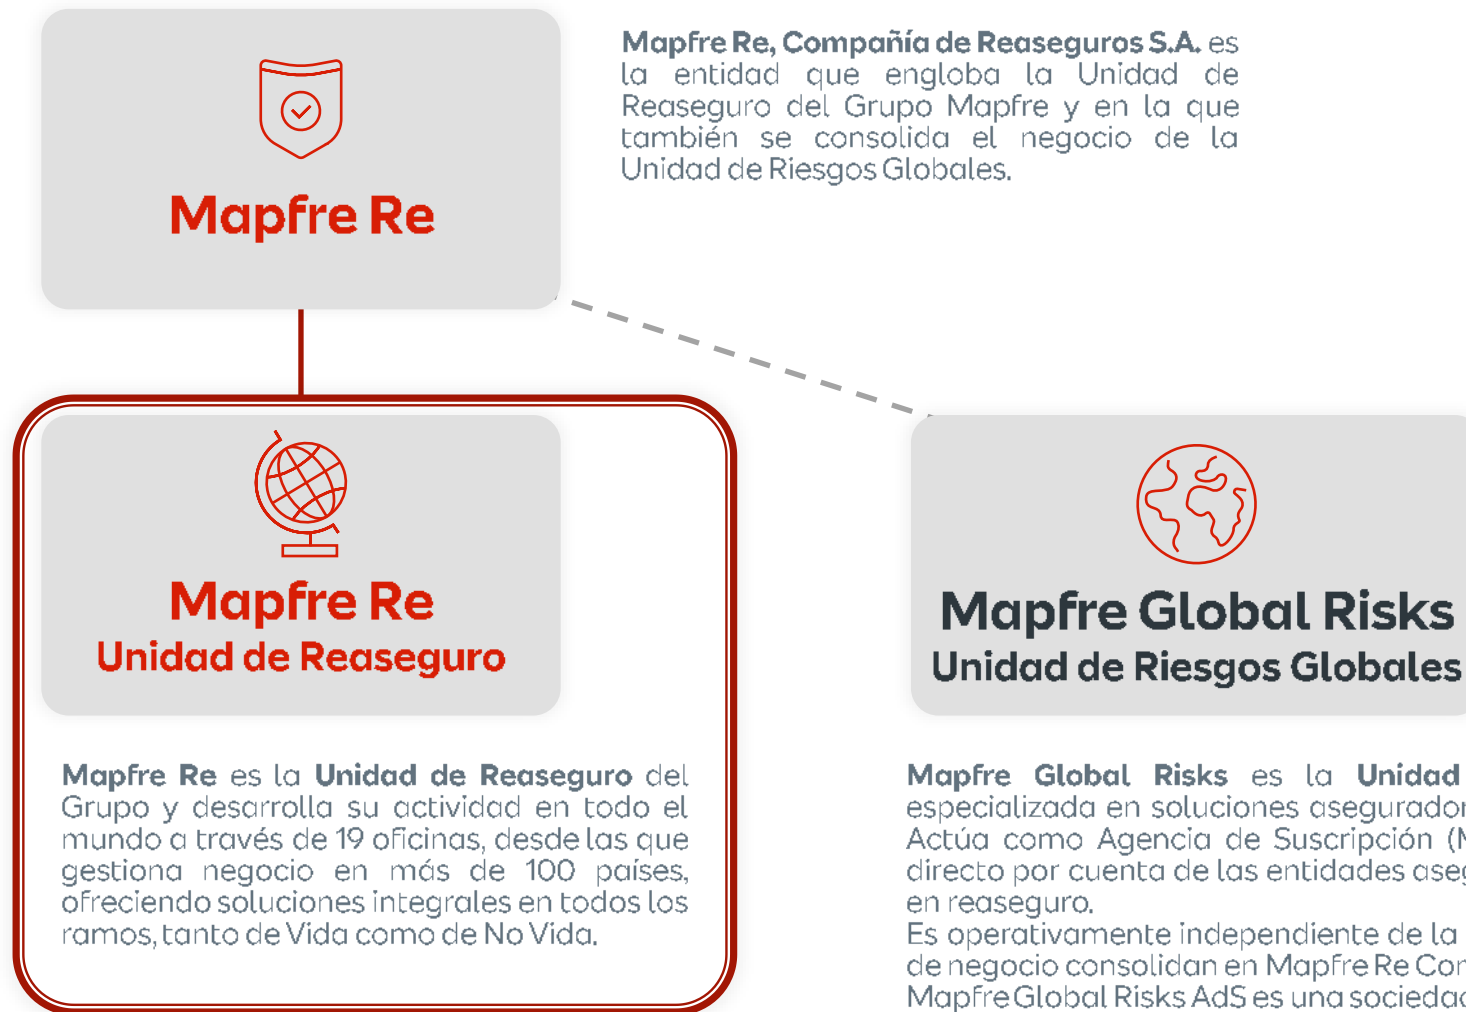 Mapfre Re
Mapfre Re, Compañía de Reaseguros S.A. es
la entidad que engloba la Unidad de
Reaseguro del Grupo Mapfre y en la que
también se consolida el negocio de la
Unidad de Riesgos Globales.
Mapfre Re
Unidad de Reaseguro
Mapfre Re es la Unidad de Reaseguro del
Grupo y desarrolla su actividad en todo el
mundo a través de 19 oficinas, desde las que
gestiona negocio en más de 100 países,
ofreciendo soluciones integrales en todos los
ramos, tanto de Vida como de No Vida.
Mapfre Global Risks
Unidad de Riesgos Globales
Mapfre Global Risks es la Unidad
especializada en soluciones
Actúa como Agencia de Suscripción
directo por cuenta de las entidades
en reaseguro.
Es operativamente independiente de la
de negocio consolidan en Mapfre Re
Mapfre Global Risks AdS es una